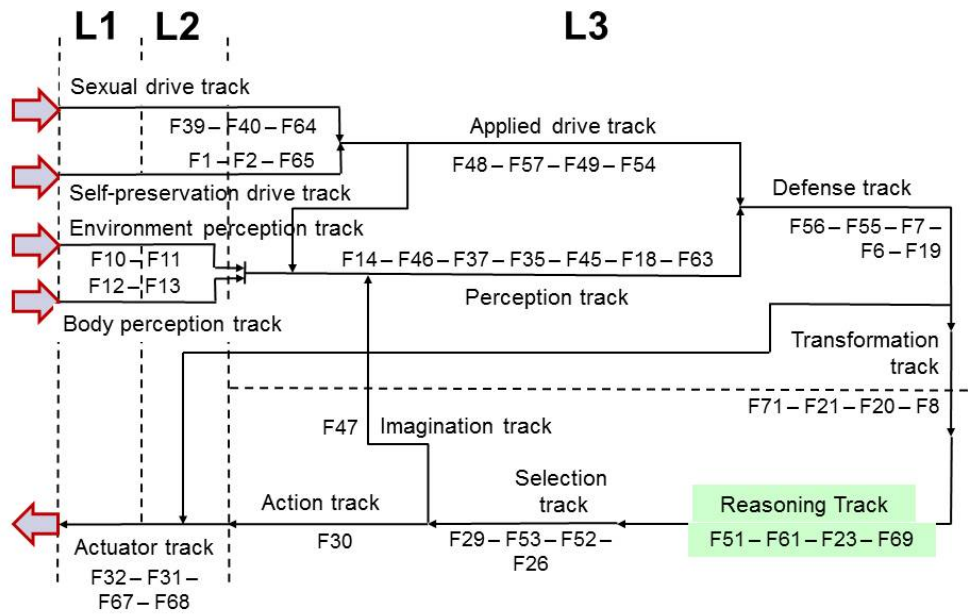 L1 L2 L3
Sexual drive track
F39 – F40 – F64
Applied drive track
F1 – F2 – F65
F48 – F57 – F49 – F54
Self-preservation drive track
Defense track
Environment perception track
F56 – F55 – F7 –
F6 – F19
F10 – F11
F14 – F46 – F37 – F35 – F45 – F18 – F63
F12 – F13
Perception track
Body perception track
Transformation
track
F71 – F21 – F20 – F8
F47
Imagination track
Selection
track
Reasoning Track
Action track
F30
F29 – F53 – F52 –
F26
F51 – F61 – F23 – F69
Actuator track
F32 – F31 –
F67 – F68